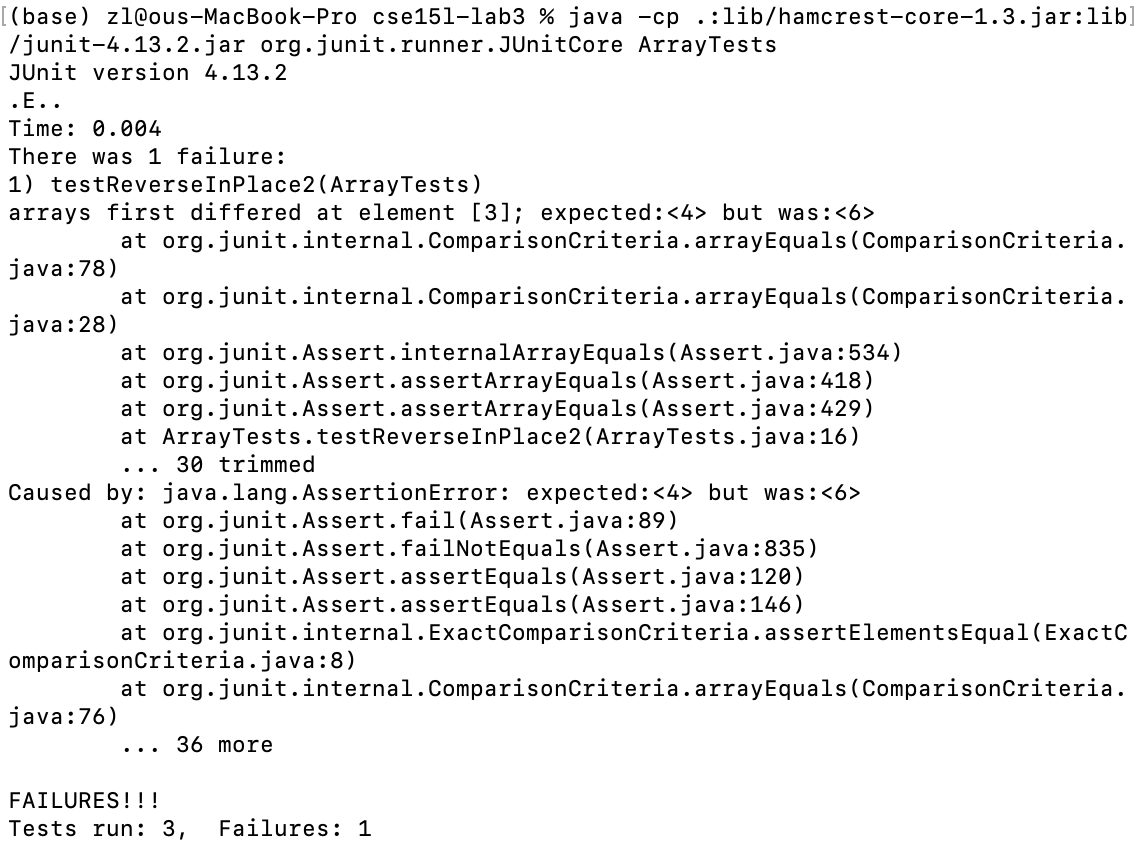 [(base) zl@ous-MacBook-Pro cse15l-lab3 % java -cp .:lib/hamcrest-core-1.3.jar:lib]
/junit-4.13.2.jar org.junit.runner.JUnitCore ArrayTests
JUnit version 4.13.2
.E..
Time: 0.004
There was 1 failure:
1) testReverseInPlace2(ArrayTests)
arrays first differed at element [3]; expected:<4> but was:<6>
        at org.junit.internal.ComparisonCriteria.arrayEquals(ComparisonCriteria.
java:78)
        at org.junit.internal.ComparisonCriteria.arrayEquals(ComparisonCriteria.
java:28)
        at org.junit.Assert.internalArrayEquals(Assert.java:534)
        at org.junit.Assert.assertArrayEquals(Assert.java:418)
        at org.junit.Assert.assertArrayEquals(Assert.java:429)
        at ArrayTests.testReverseInPlace2(ArrayTests.java:16)
        ... 30 trimmed
Caused by: java.lang.AssertionError: expected:<4> but was:<6>
        at org.junit.Assert.fail(Assert.java:89)
        at org.junit.Assert.failNotEquals(Assert.java:835)
        at org.junit.Assert.assertEquals(Assert.java:120)
        at org.junit.Assert.assertEquals(Assert.java:146)
        at org.junit.internal.ExactComparisonCriteria.assertElementsEqual(ExactC
omparisonCriteria.java:8)
        at org.junit.internal.ComparisonCriteria.arrayEquals(ComparisonCriteria.
java:76)
        ... 36 more

FAILURES!!!
Tests run: 3,  Failures: 1